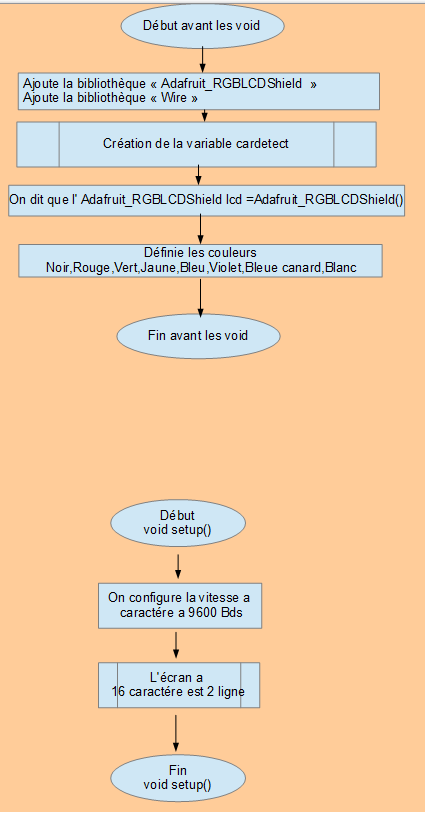 Début avant les void
Ajoute la bibliothèque « Adafruit_RGBLCDShield »
Ajoute la bibliothèque « Wire »
Création de la variable cardetect
On dit que l' Adafruit_RGBLCDShield lcd =Adafruit_RGBLCDShield()
Définie les couleurs
Noir,Rouge,Vert,Jaune,Bleu,Violet,Bleue canard,Blanc
Fin avant les void
Début
void setup()
On configure la vitesse a
caractére a 9600 Bds
L'écran a
16 caractére est 2 ligne
Fin
void setup()